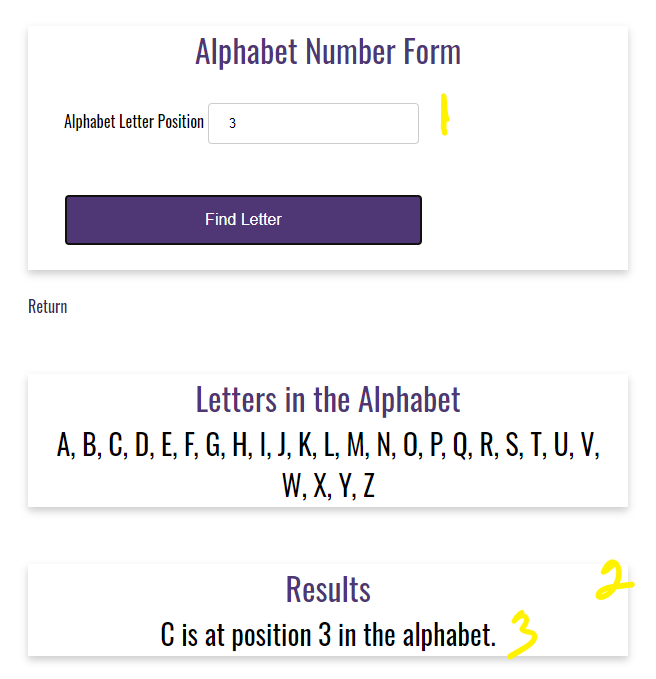 Alphabet Number Form
Alphabet Letter Position 3 1
Find Letter
Return
Letters in the Alphabet
A, B, C, D, E, F, G, H, I, J, K, L, M, N, O, P, Q, R, S, T, U, V,
W, X, Y, Z
2
Results
C is at position 3 in the alphabet. 3